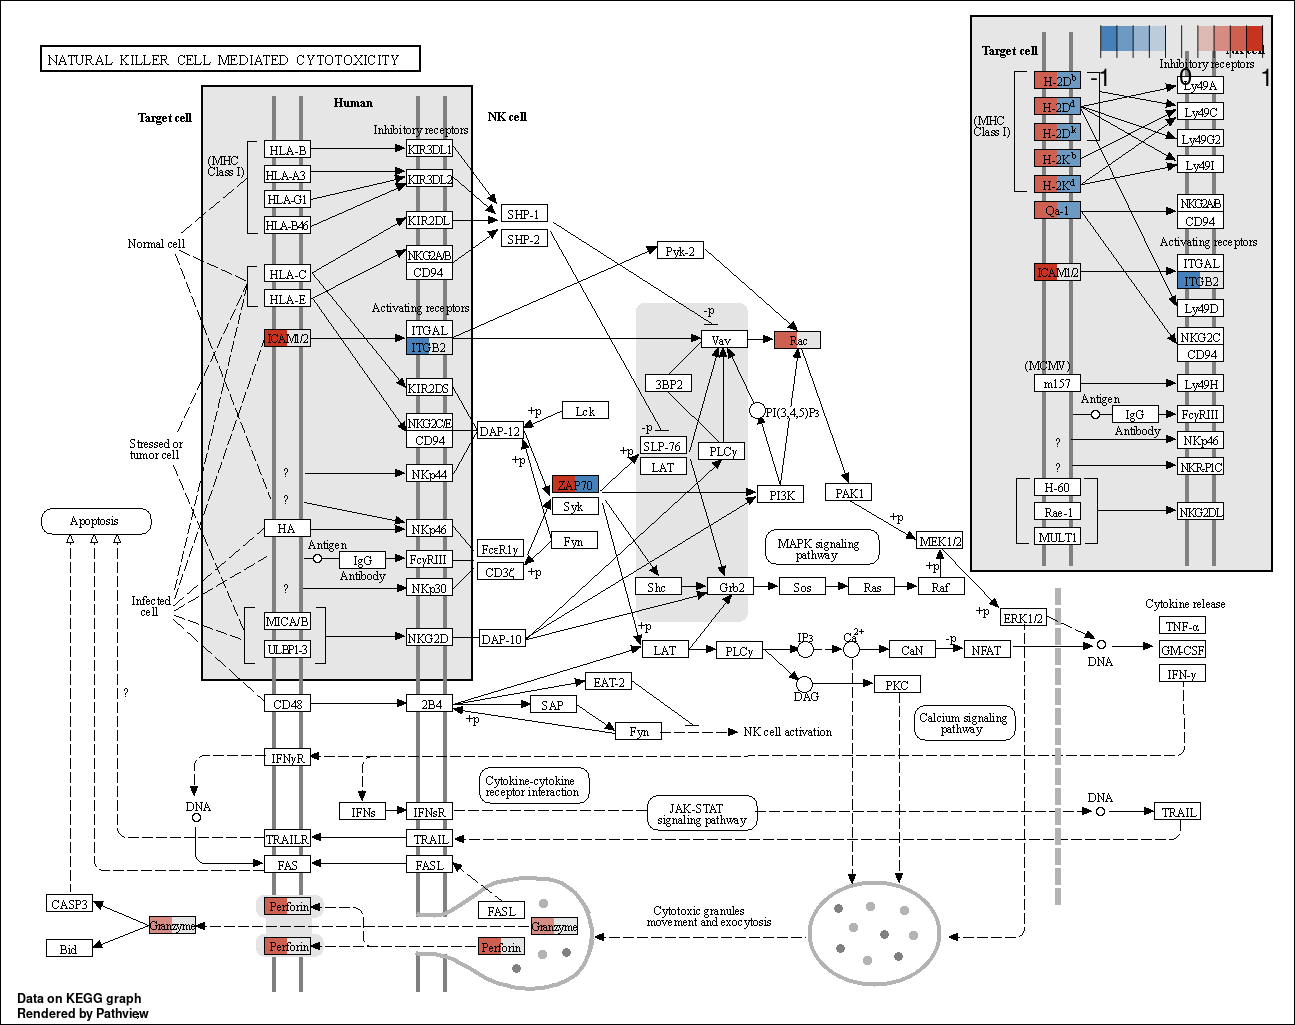 NATURAL KILLER CELL MEDIATED CYTOTOXICITY
Target cell
Human
NK cell
Inhibitory receptors
(MHC
Class I)
HLA-B
HLA-A3
HLA-G1
HLA-B46
HLA-C
HLA-E
ICAM1/2
KIR3DL1
KIR3DL2
KIR2DL
NKG2A/B
CD94
Activating receptors
ITGAL
ITGB2
KIR2DS
NKG2C/E
CD94
NKp44
NKp46
FcγRIII
NKp30
NKG2D
Normal cell
Stressed or
tumor cell
Infected
cell
?
?
HA
Antigen
IgG
Antibody
?
MICA/B
ULBP1-3
SHP-1
SHP-2
Pyk-2
-p
Vav
Rac
3BP2
PI(3,4,5)P3
Lck
+p
DAP-12
+p
-p
SLP-76
LAT
+p
PLCγ
ZAP70
Syk
Fyn
+p
FcεR1γ
CD3ζ
PI3K
PAK1
+p
MAPK signaling
pathway
MEK1/2
+p
Shc
Grb2
Sos
Ras
Raf
+p
ERK1/2
DAP-10
+p
LAT
PLCγ
IP3
Ca2+
CaN
-p
NFAT
DNA
DAG
PKC
Cytokine release
TNF-α
GM-CSF
IFN-γ
CD48
2B4
+p
EAT-2
SAP
Fyn
NK cell activation
Calcium signaling
pathway
Apoptosis
?
IFNγR
DNA
IFNs
IFNsR
Cytokine-cytokine
receptor interaction
JAK-STAT
signaling pathway
DNA
TRAIL
TRAILR
TRAIL
FAS
FASL
CASP3
Bid
Granzyme
Perforin
Perforin
FASL
Granzyme
Perforin
Cytotoxic granules
movement and exocytosis
Target cell
-1
0
1
Inhibitory receptors
(MHC
Class I)
H-2Db
H-2Dd
H-2Dk
H-2Kb
H-2Kd
Qa-1
ICAM1/2
Ly49A
Ly49C
Ly49G2
Ly49I
NKG2A/B
CD94
Activating receptors
ITGAL
ITGB2
Ly49D
NKG2C
CD94
(MCMV)
m157
Ly49H
Antigen
IgG
Antibody
FcγRIII
?
NKp46
?
NKR-P1C
H-60
Rae-1
MULT1
NKG2DL
Data on KEGG graph
Rendered by Pathview